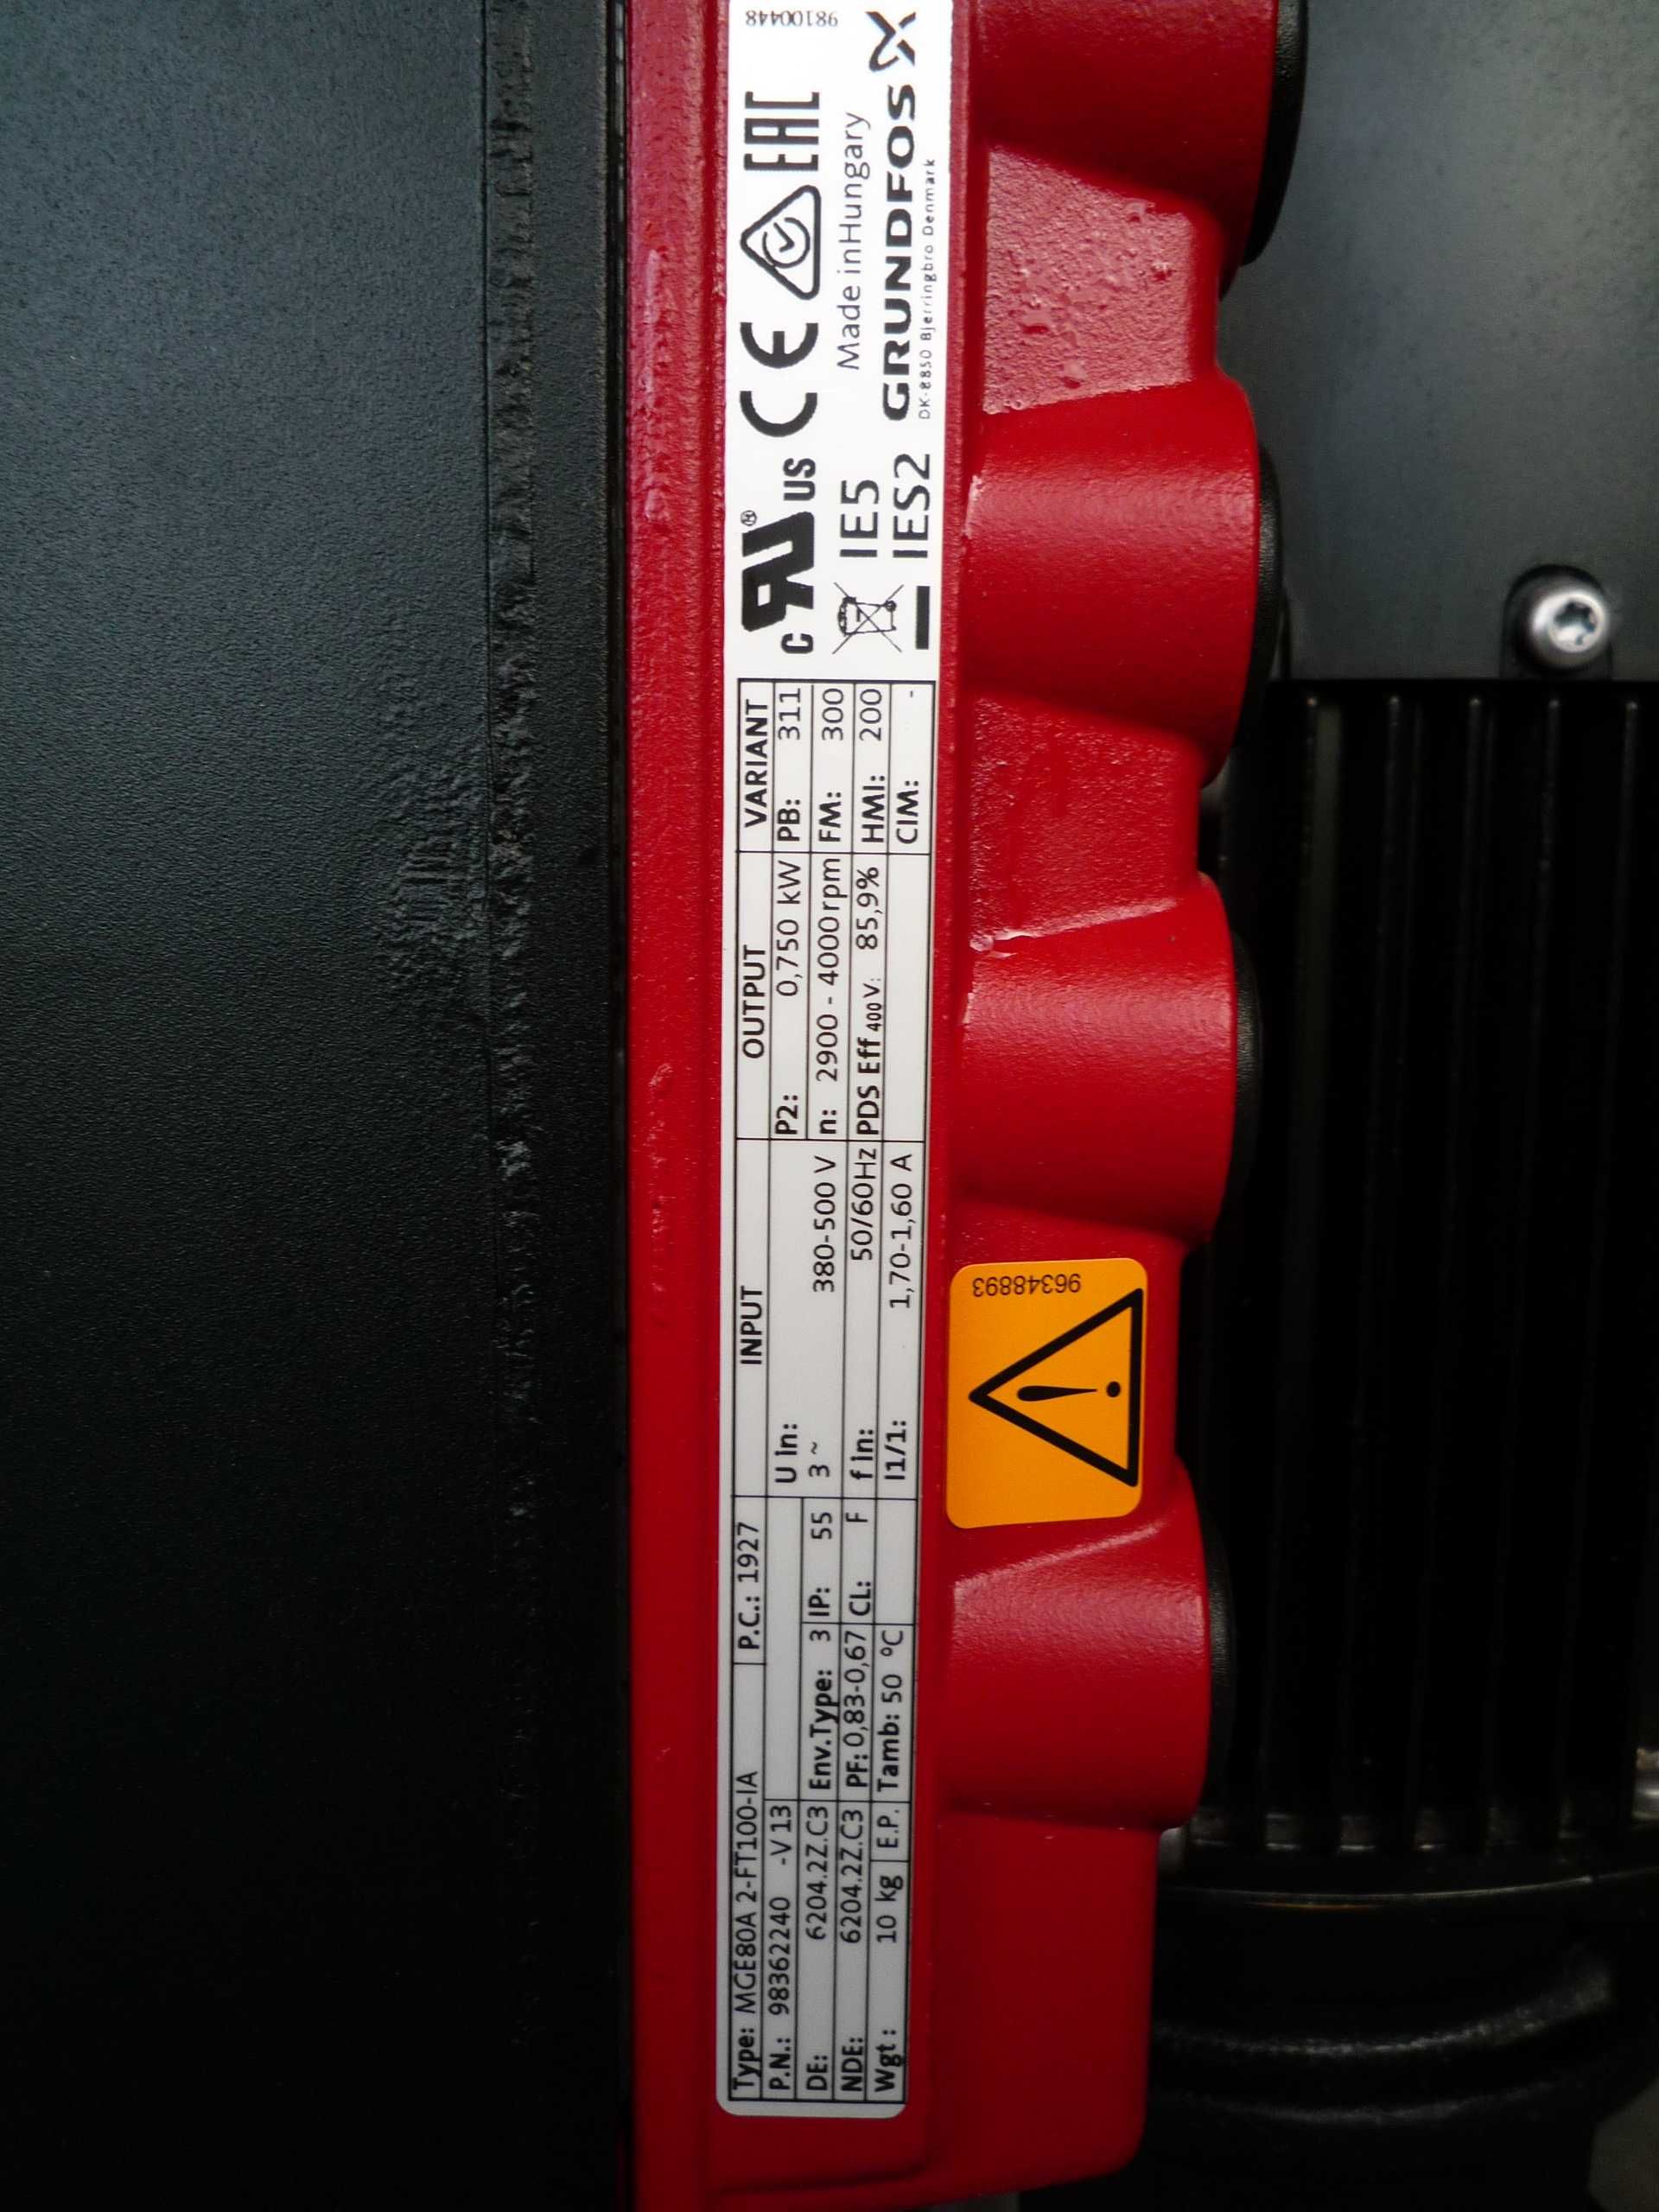 Type: MGE80A 2-FT100-IA P.C.: 1927 INPUT OUTPUT VARIANT
P.N.: 98362240 -V13 U in: P2: 0,750 kW PB: 311
DE: 6204.2Z.C3 Env.Type: 3 IP: 55 3 ~ 380-500 V n: 2900 - 4000rpm FM: 300
NDE: 6204.2Z.C3 PF: 0,83-0,67 CL: F f in: 50/60Hz PDS Eff 400V: 85,9% HMI: 200
Wgt: 10 kg E.P. Tamb: 50 °C I1/1: 1,70-1,60 A CIM: -
c RU® US CE EAC
98100448
IE5 Made inHungary
IES2 GRUNDFOS
DK-8850 Bjerringbro Denmark
96348893